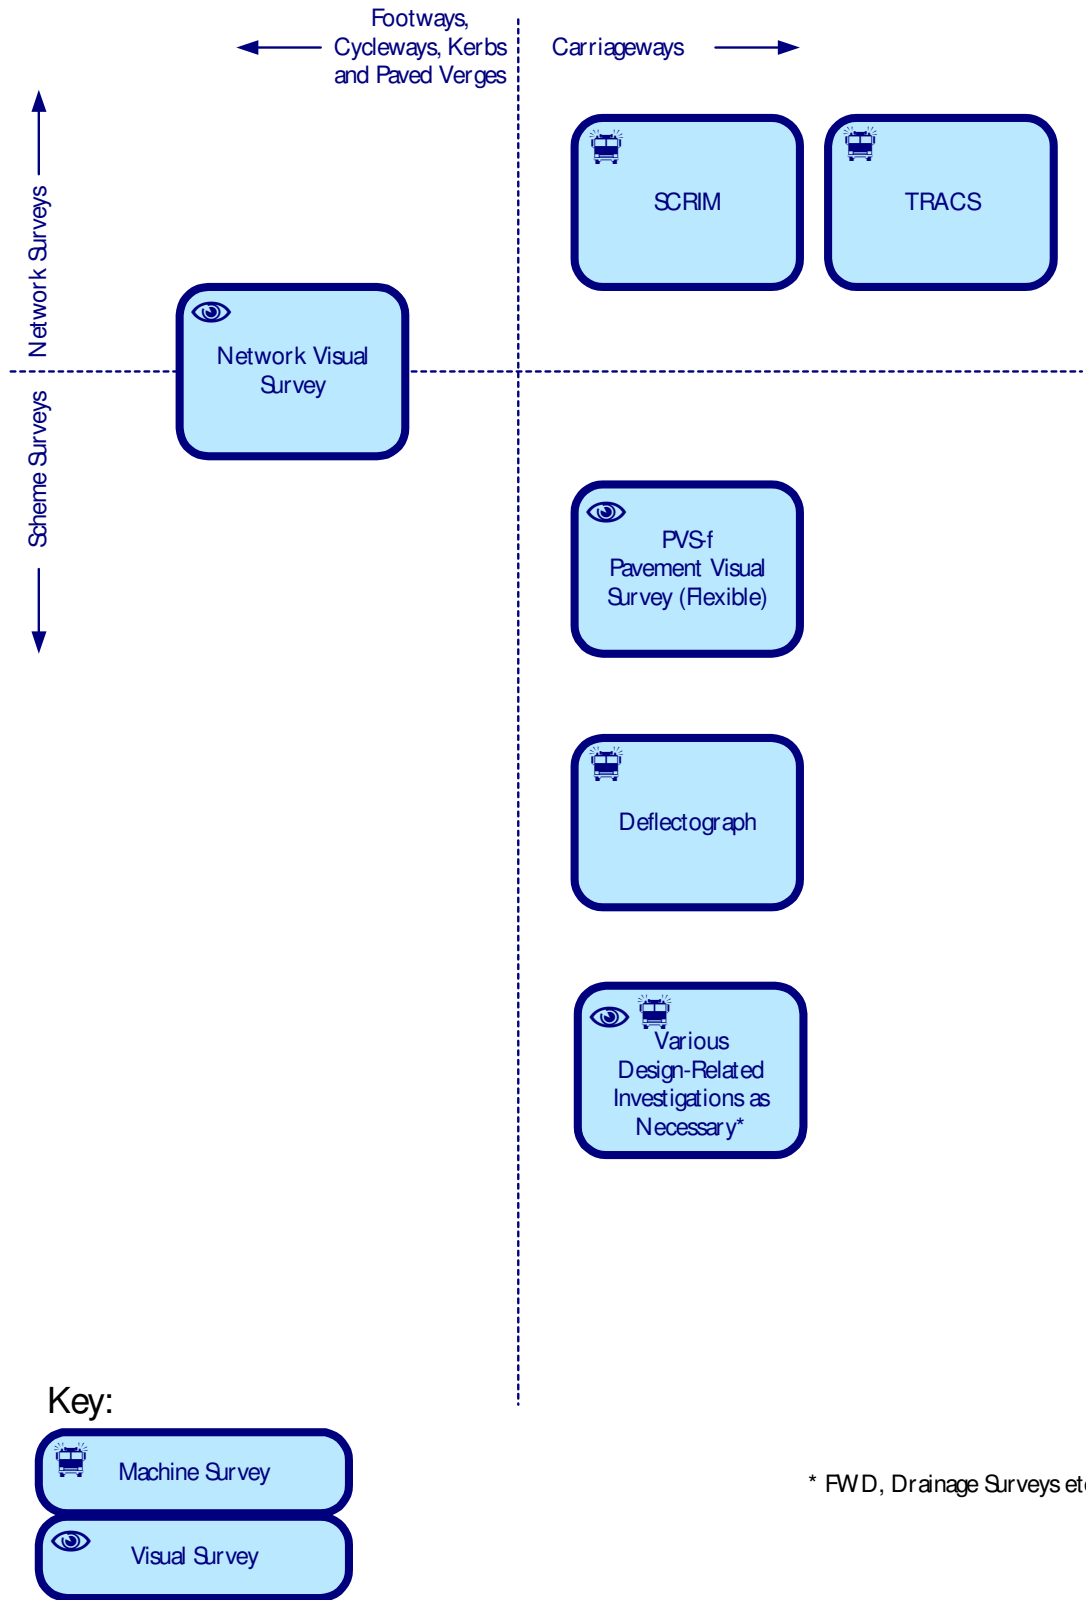 Footways,
Cycleways, Kerbs
and Paved Verges
Carriageways
Network Surveys
Scheme Surveys
SCRIM
TRACS
Network Visual
Survey
PVS-f
Pavement Visual
Survey (Flexible)
Deflectograph
Various
Design-Related
Investigations as
Necessary*
Key:
Machine Survey
Visual Survey
* FWD, Drainage Surveys etc